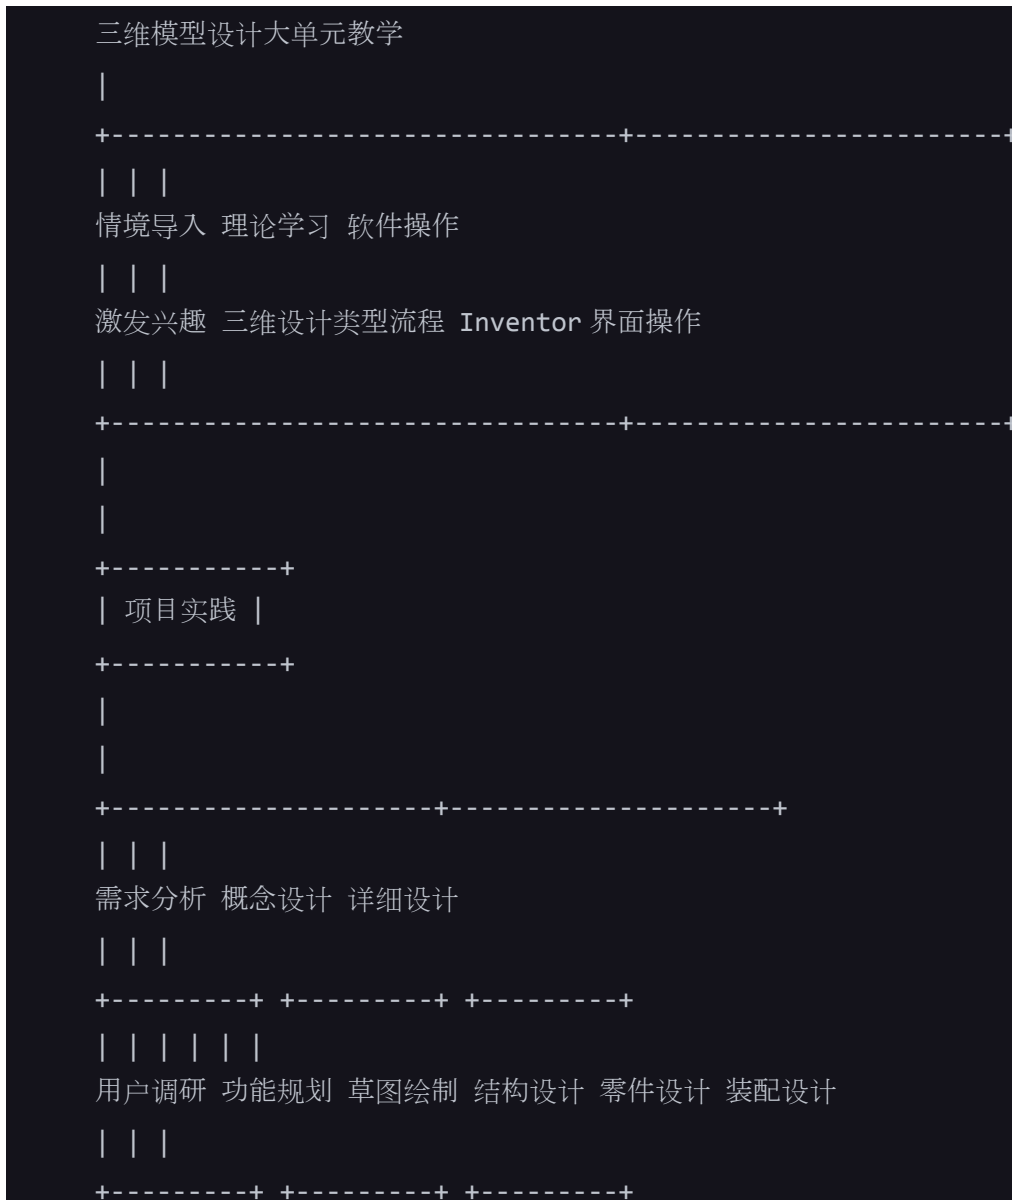 三维模型设计大单元教学
|
+---------------------------------+------------------------+
| | |
情境导入 理论学习 软件操作
| | |
激发兴趣 三维设计类型流程 Inventor 界面操作
| | |
+---------------------------------+------------------------+
|
|
+-----------+
| 项目实践 |
+-----------+
|
|
+---------------------+---------------------+
| | |
需求分析 概念设计 详细设计
| | |
+---------+ +---------+ +---------+
| | | | | |
用户调研 功能规划 草图绘制 结构设计 零件设计 装配设计
| | |
+---------+ +---------+ +---------+